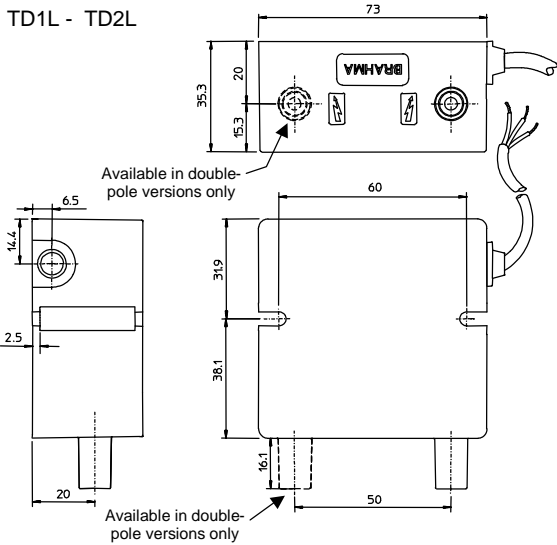 TD1L - TD2L
73
35.3
20
15.3
BRAHMA
Available in double-
pole versions only
6.5
14.4
2.5
20
60
31.9
38.1
16.1
50
Available in double-
pole versions only